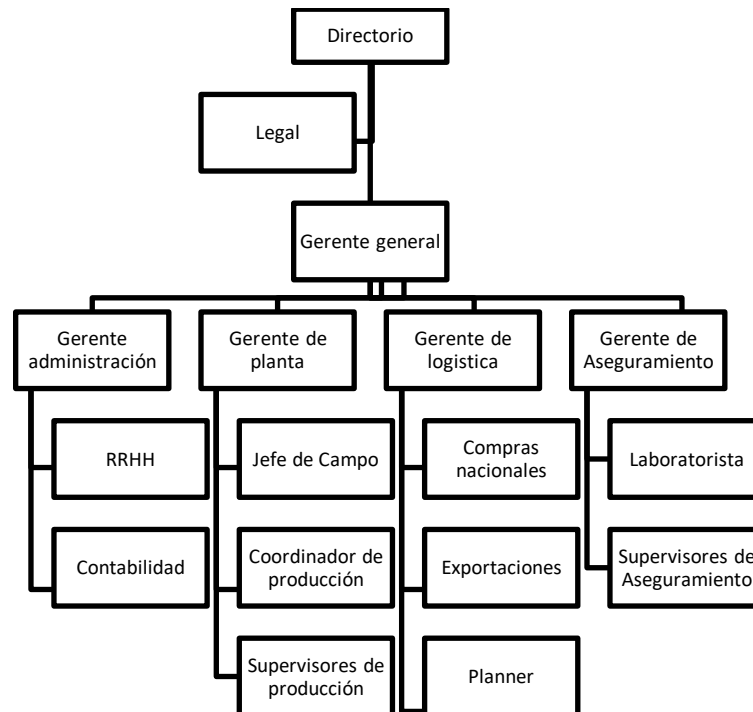 Directorio
Legal
Gerente general
Gerente
administración
Gerente de
planta
Gerente de
logistica
Gerente de
Aseguramiento
RRHH
Jefe de Campo
Compras
nacionales
Laboratorista
Contabilidad
Coordinador de
producción
Exportaciones
Supervisores de
Aseguramiento
Supervisores de
producción
Planner